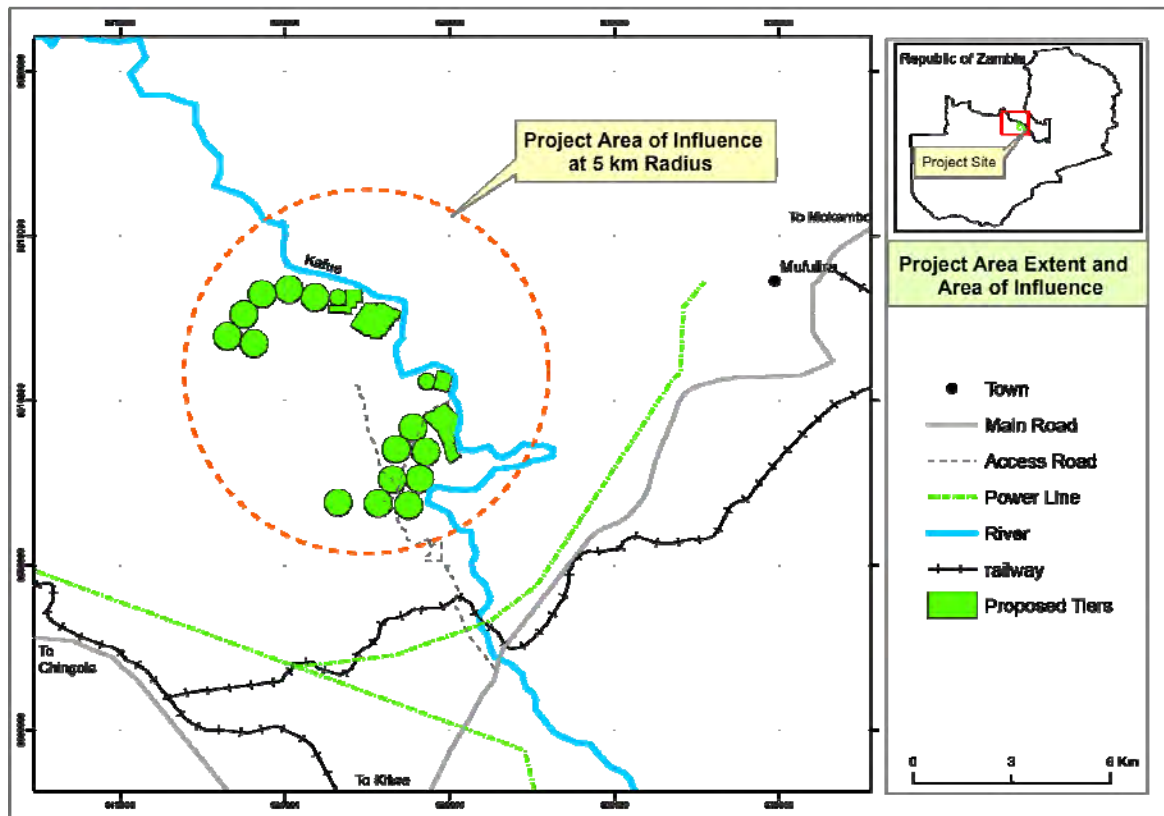 Project Area of Influence
at 5 km Radius
To Mokambo
Mufulira
Kafue
To
Chingola
To Kitwe
Republic of Zambia
Project Site
Project Area Extent and
Area of Influence
Town
Main Road
Access Road
Power Line
River
railway
Proposed Tiers
0 3 6 Km